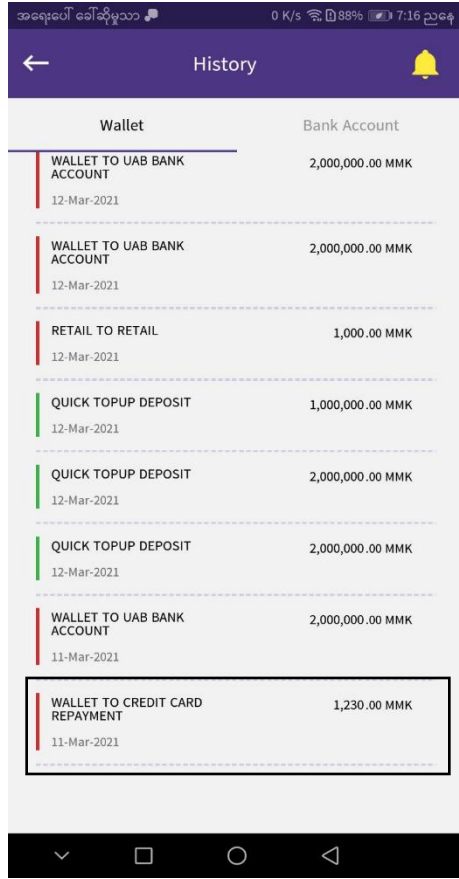 အရေးပေါ် ခေါ်ဆိုမှုသာ 0 K/s 88% 7:16 ညနေ
History
Wallet Bank Account
WALLET TO UAB BANK
ACCOUNT 2,000,000.00 MMK
12-Mar-2021
WALLET TO UAB BANK
ACCOUNT 2,000,000.00 MMK
12-Mar-2021
RETAIL TO RETAIL 1,000.00 MMK
12-Mar-2021
QUICK TOPUP DEPOSIT 1,000,000.00 MMK
12-Mar-2021
QUICK TOPUP DEPOSIT 2,000,000.00 MMK
12-Mar-2021
QUICK TOPUP DEPOSIT 2,000,000.00 MMK
12-Mar-2021
WALLET TO UAB BANK
ACCOUNT 2,000,000.00 MMK
11-Mar-2021
WALLET TO CREDIT CARD
REPAYMENT 1,230.00 MMK
11-Mar-2021